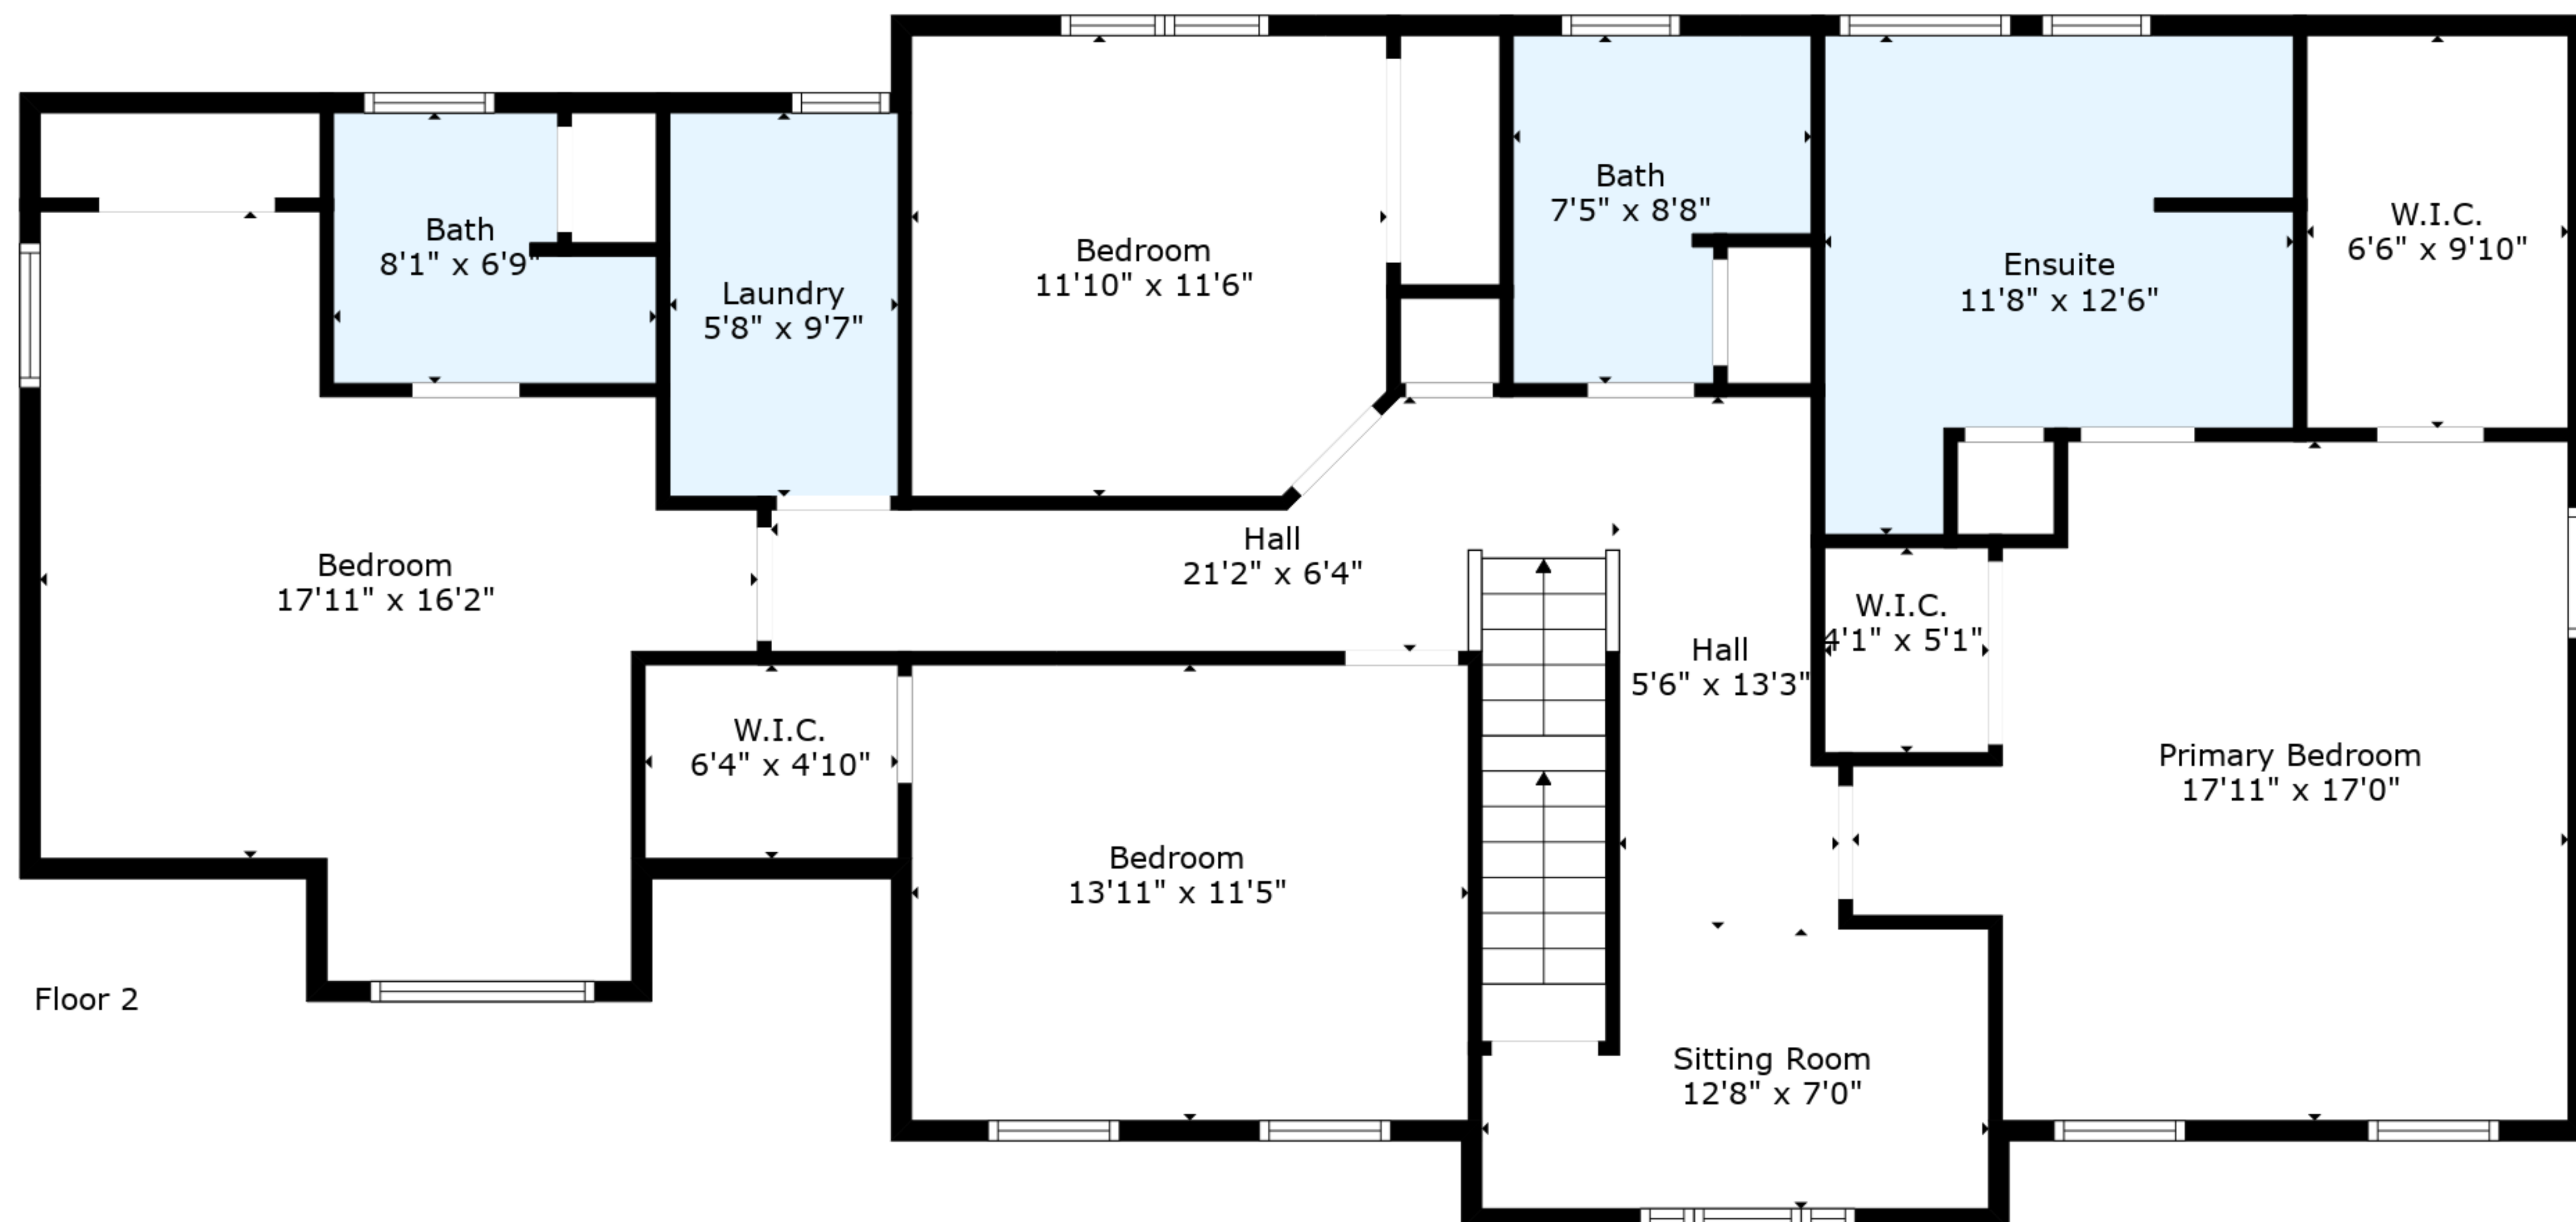 Bath
7'5" x 8'8"
W.I.C.
6'6" x 9'10"
Bath
8'1" x 6'9"
Bedroom
11'10" x 11'6"
Ensuite
11'8" x 12'6"
Laundry
5'8" x 9'7"
Hall
21'2" x 6'4"
Bedroom
17'11" x 16'2"
W.I.C.
4'1" x 5'1"
Hall
5'6" x 13'3"
W.I.C.
6'4" x 4'10"
Primary Bedroom
17'11" x 17'0"
Bedroom
13'11" x 11'5"
Floor 2
Sitting Room
12'8" x 7'0"